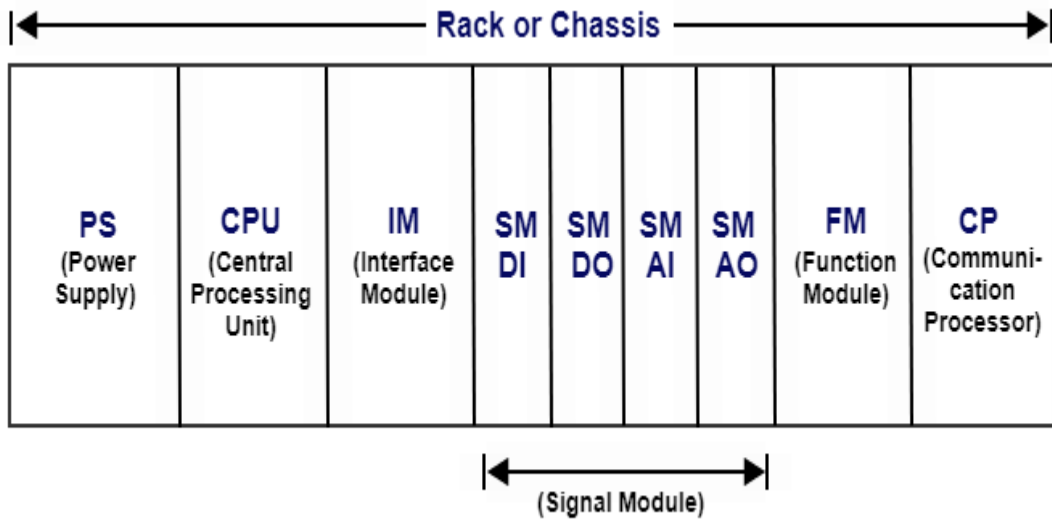 Rack or Chassis
PS
(Power
Supply)
CPU
(Central
Processing
Unit)
IM
(Interface
Module)
SM
DI
SM
DO
SM
AI
SM
AO
FM
(Function
Module)
CP
(Communi-
cation
Processor)
(Signal Module)